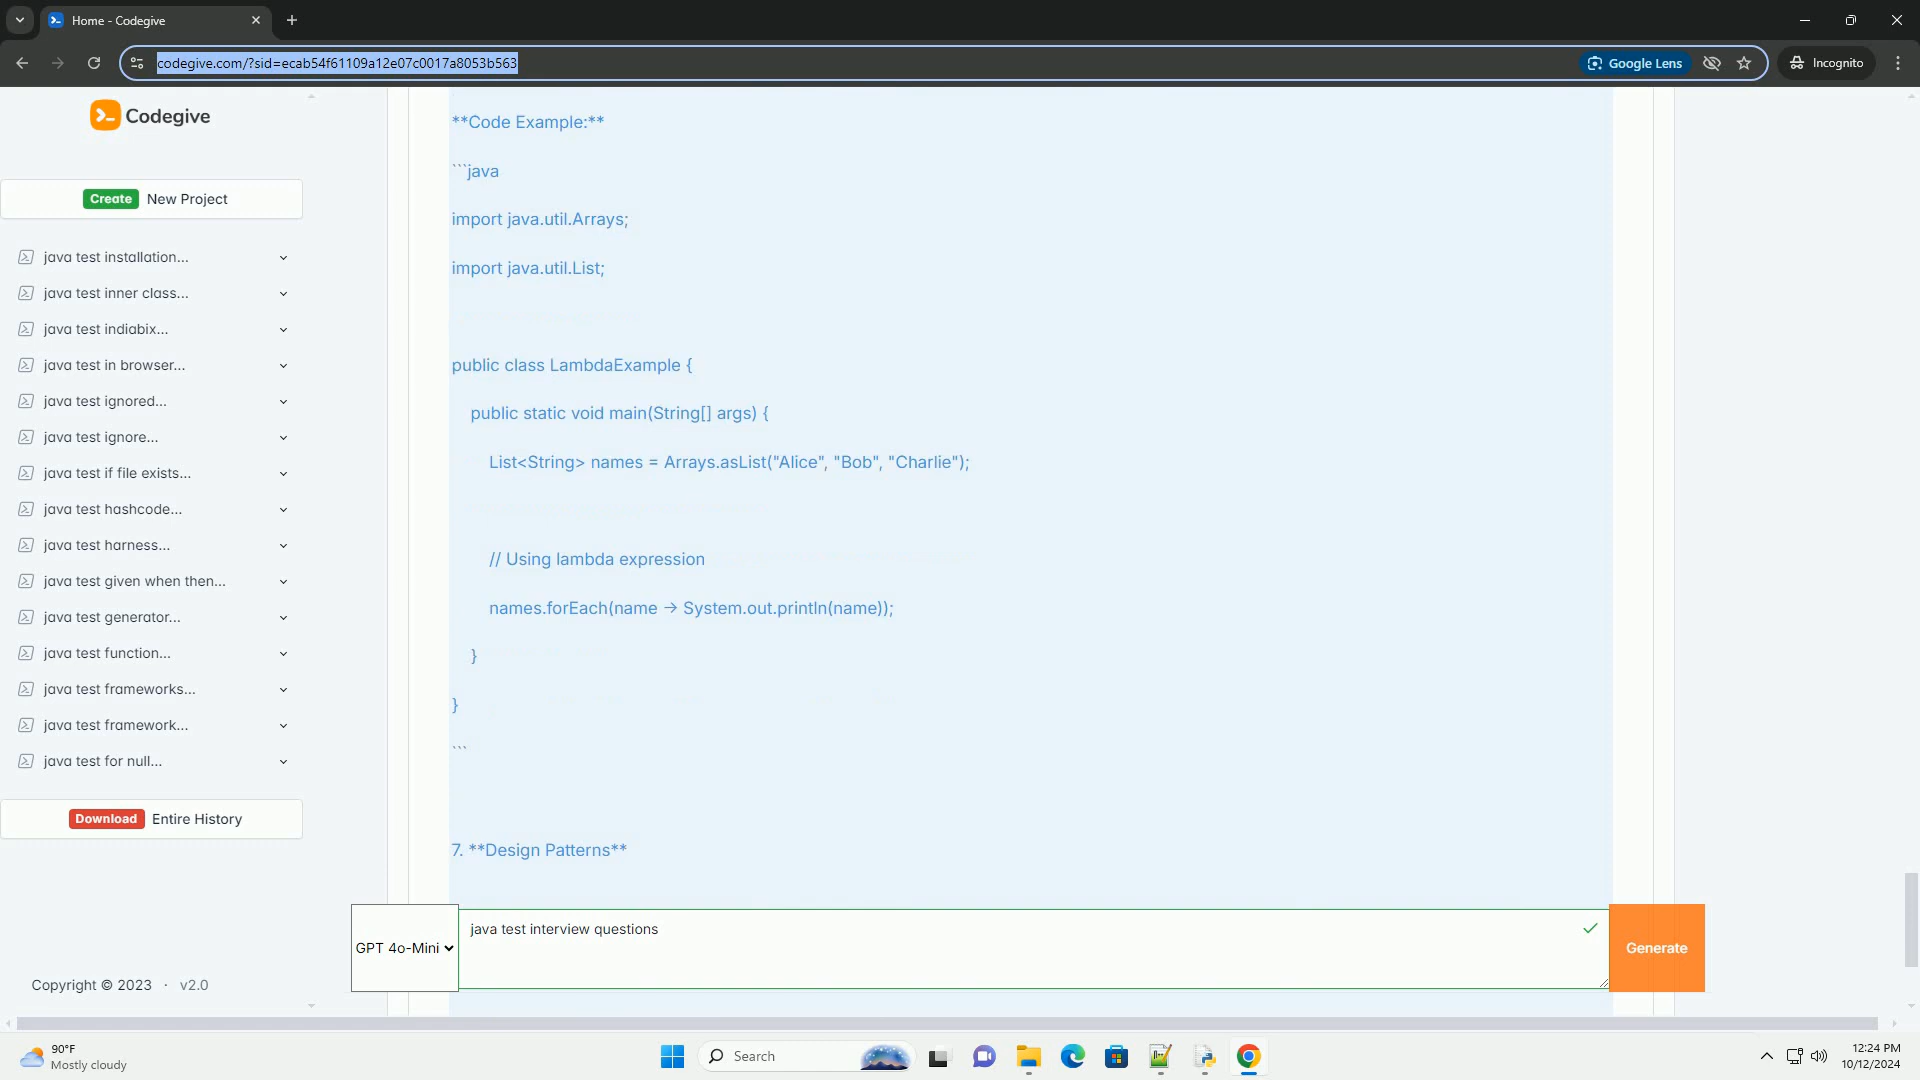 Home - Codegive
codegive.com/?sid=ecab54f61109a12e07c0017a8053b563
Google Lens
Incognito
Codegive
Create New Project
java test installation...
java test inner class...
java test indiabix...
java test in browser...
java test ignored...
java test ignore...
java test if file exists...
java test hashcode...
java test harness...
java test given when then...
java test generator...
java test function...
java test frameworks...
java test framework...
java test for null...
Download Entire History
Copyright © 2023 · v2.0
**Code Example:**
```java
import java.util.Arrays;
import java.util.List;
public class LambdaExample {
public static void main(String[] args) {
List<String> names = Arrays.asList("Alice", "Bob", "Charlie");
// Using lambda expression
names.forEach(name -> System.out.println(name));
}
}
```
7. **Design Patterns**
GPT 4o-Mini
java test interview questions
Generate
90°F
Mostly cloudy
Search
12:24 PM
10/12/2024